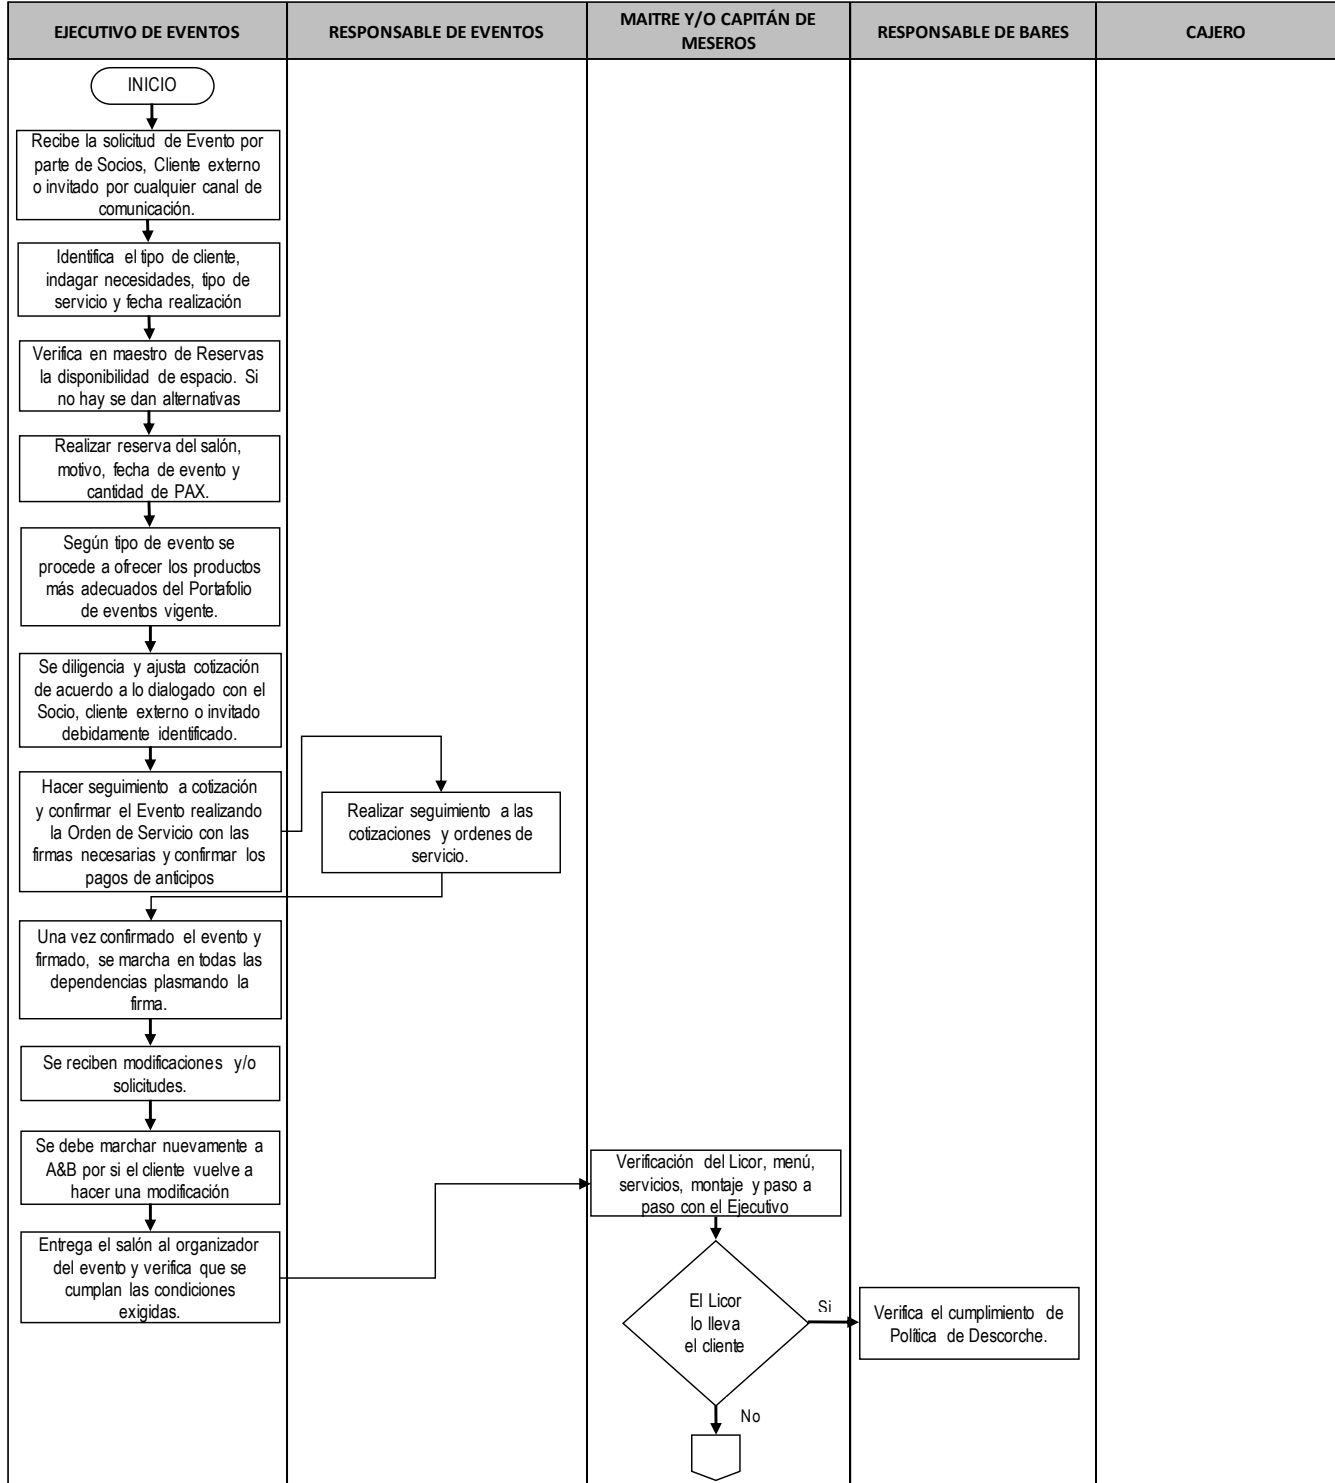 EJECUTIVO DE EVENTOS
RESPONSABLE DE EVENTOS
MAITRE Y/O CAPITÁN DE
MESEROS
RESPONSABLE DE BARES
CAJERO
INICIO
Recibe la solicitud de Evento por
parte de Socios, Cliente externo
o invitado por cualquier canal de
comunicación.
Identifica el tipo de cliente,
indagar necesidades, tipo de
servicio y fecha realización
Verifica en maestro de Reservas
la disponibilidad de espacio. Si
no hay se dan alternativas
Realizar reserva del salón,
motivo, fecha de evento y
cantidad de PAX.
Según tipo de evento se
procede a ofrecer los productos
más adecuados del Portafolio
de eventos vigente.
Se diligencia y ajusta cotización
de acuerdo a lo dialogado con el
Socio, cliente externo o invitado
debidamente identificado.
Hacer seguimiento a cotización
y confirmar el Evento realizando
la Orden de Servicio con las
firmas necesarias y confirmar los
pagos de anticipos
Realizar seguimiento a las
cotizaciones y ordenes de
servicio.
Una vez confirmado el evento y
firmado, se marcha en todas las
dependencias plasmando la
firma.
Se reciben modificaciones y/o
solicitudes.
Se debe marchar nuevamente a
A&B por si el cliente vuelve a
hacer una modificación
Entrega el salón al organizador
del evento y verifica que se
cumplan las condiciones
exigidas.
Verificación del Licor, menú,
servicios, montaje y paso a
paso con el Ejecutivo
El Licor
lo lleva
el cliente
Si
Verifica el cumplimiento de
Política de Descorche.
No